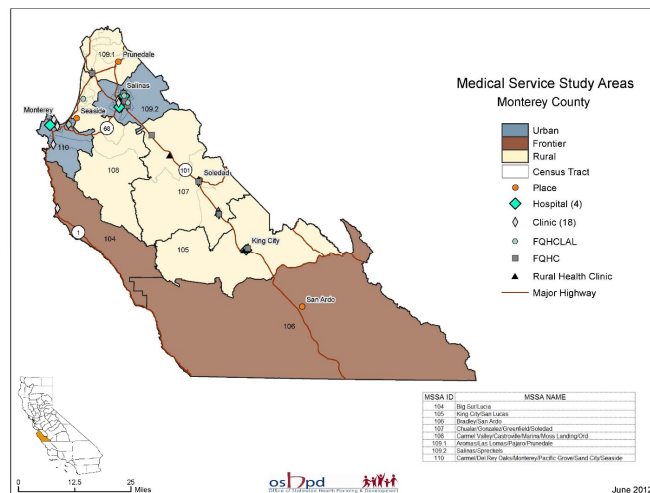 Medical Service Study Areas
Monterey County
Urban
Frontier
Rural
Census Tract
Place
Hospital (4)
Clinic (18)
FQHCLAL
FQHC
Rural Health Clinic
Major Highway
109.1
Prunedale
Salinas
109.2
Monterey
Seaside
68
110
108
101
Soledad
107
1
104
105
King City
San Ardo
106
MSSA ID MSSA NAME
104 Big Sur/Lucia
105 King City/San Lucas
106 Bradley/San Ardo
107 Chualar/Gonzalez/Greenfield/Soledad
108 Carmel Valley/Castroville/Marina/Moss Landing/Ord
109.1 Aromas/Las Lomas/Pajaro/Prunedale
109.2 Salinas/Spreckels
110 Carmel/Del Rey Oaks/Monterey/Pacific Grove/Sand City/Seaside
0 12.5 25
Miles
oshpd
Office of Statewide Health Planning & Development
June 2012